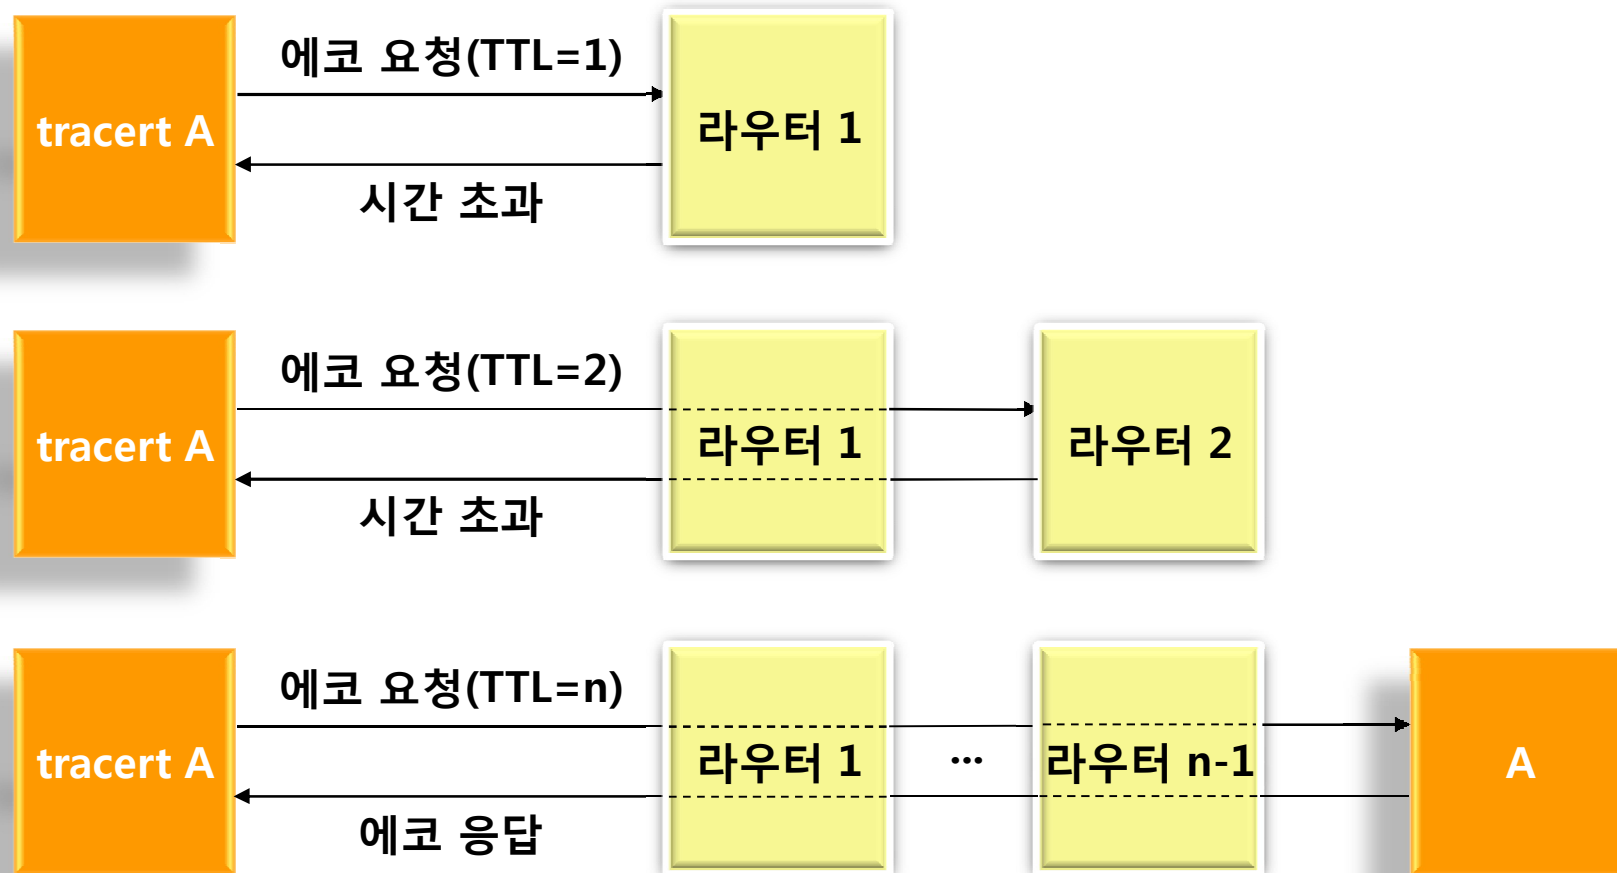 에코 요청(TTL=1)
tracert A
라우터 1
시간 초과
에코 요청(TTL=2)
tracert A
라우터 1
라우터 2
시간 초과
에코 요청(TTL=n)
tracert A
라우터 1
...
라우터 n-1
A
에코 응답